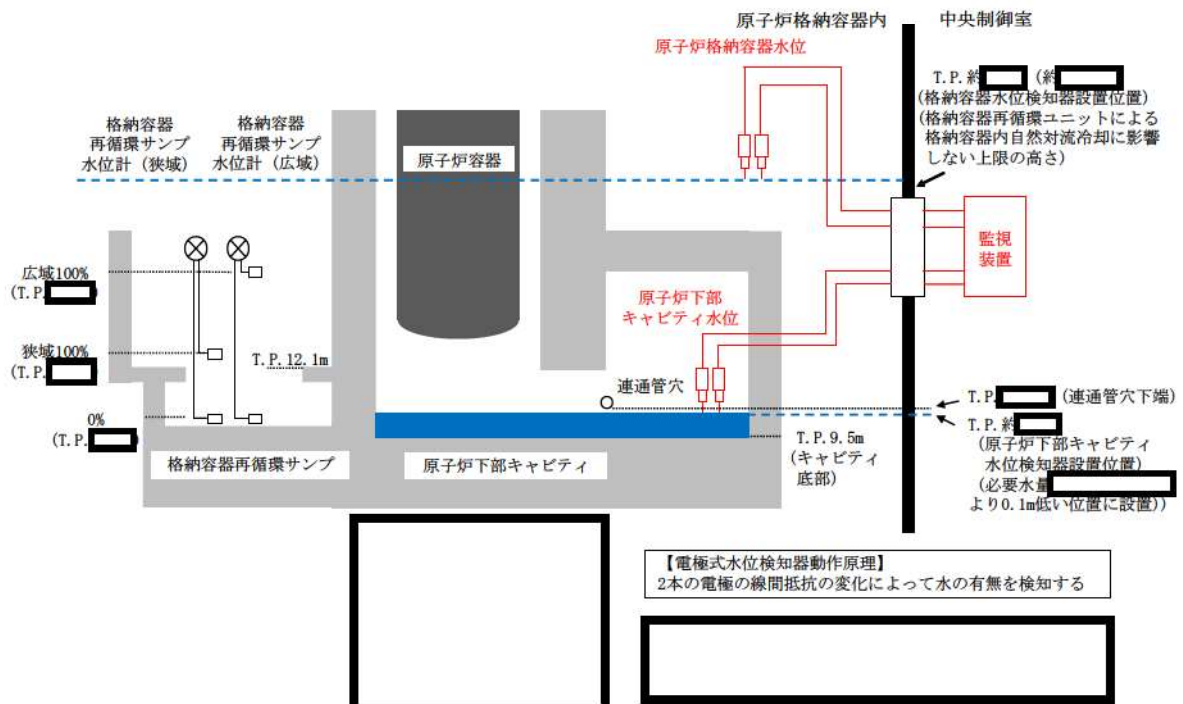 原子炉格納容器内
中央制御室
原子炉格納容器水位
T.P.約 (約
(格納容器水位検知器設置位置)
(格納容器再循環ユニットによる
格納容器内自然対流冷却に影響
しない上限の高さ)
格納容器
再循環サンプ
水位計(狭域)
格納容器
再循環サンプ
水位計(広域)
原子炉容器
監視
装置
広域100%
(T.P. )
原子炉下部
キャビティ水位
狭域100%
(T.P. )
T.P.12.1m
連通管穴
0%
(T.P. )
T.P. (連通管穴下端)
T.P.約
(原子炉下部キャビティ
水位検知器設置位置)
(必要水量
より0.1m低い位置に設置))
T.P.9.5m
(キャビティ
底部)
格納容器再循環サンプ
原子炉下部キャビティ
【電極式水位検知器動作原理】
2本の電極の線間抵抗の変化によって水の有無を検知する